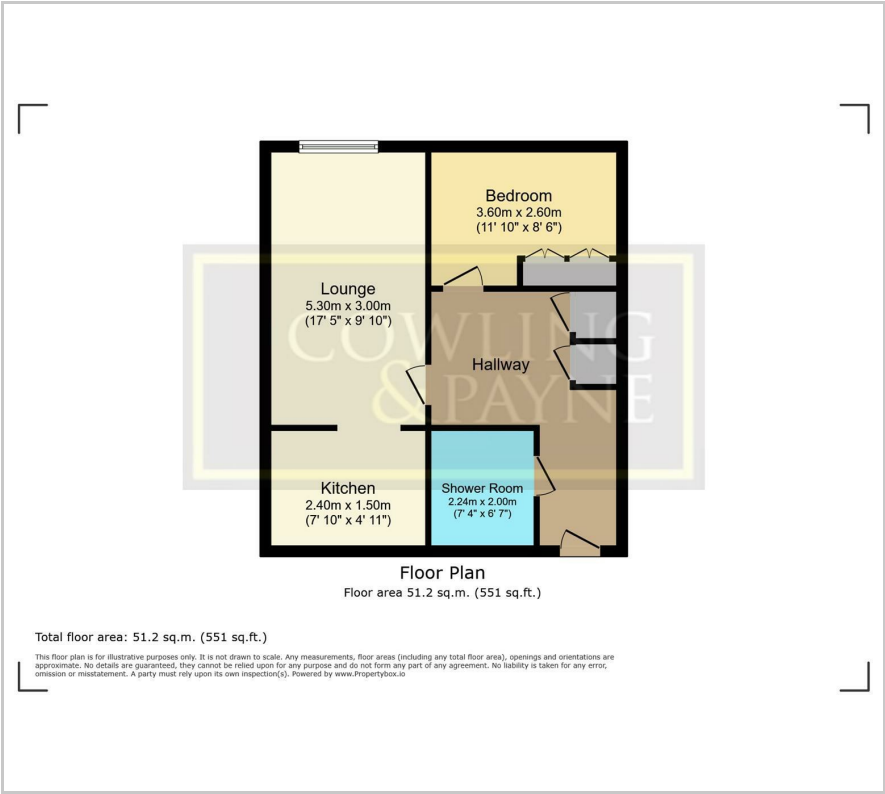 Bedroom
3.60m x 2.60m
(11' 10" x 8' 6")
Lounge
5.30m x 3.00m
(17' 5" x 9' 10")
COWLING
& PAYNE
Hallway
Kitchen
2.40m x 1.50m
(7' 10" x 4' 11")
Shower Room
2.24m x 2.00m
(7' 4" x 6' 7")
Floor Plan
Floor area 51.2 sq.m. (551 sq.ft.)
Total floor area: 51.2 sq.m. (551 sq.ft.)
This floor plan is for illustrative purposes only. It is not drawn to scale. Any measurements, floor areas (including any total floor area), openings and orientations are
approximate. No details are guaranteed, they cannot be relied upon for any purpose and do not form any part of any agreement. No liability is taken for any error,
omission or misstatement. A party must rely upon its own inspection(s). Powered by www.Propertybox.io